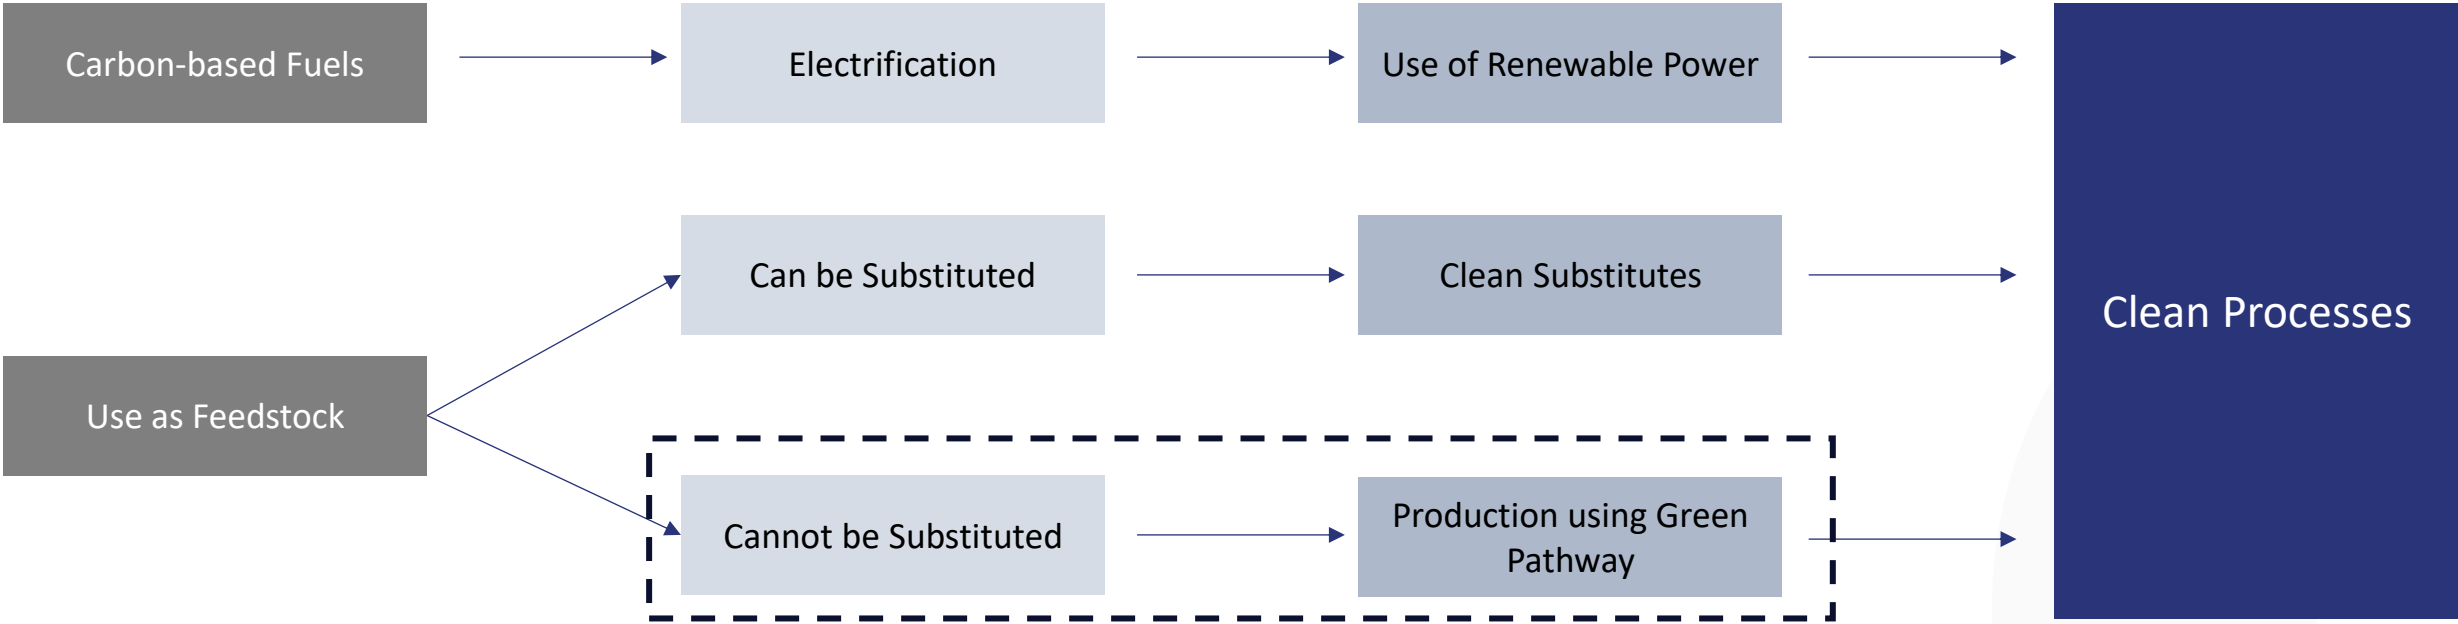 Carbon-based Fuels
Electrification
Use of Renewable Power
Can be Substituted
Clean Substitutes
Clean Processes
Use as Feedstock
Cannot be Substituted
Production using Green
Pathway